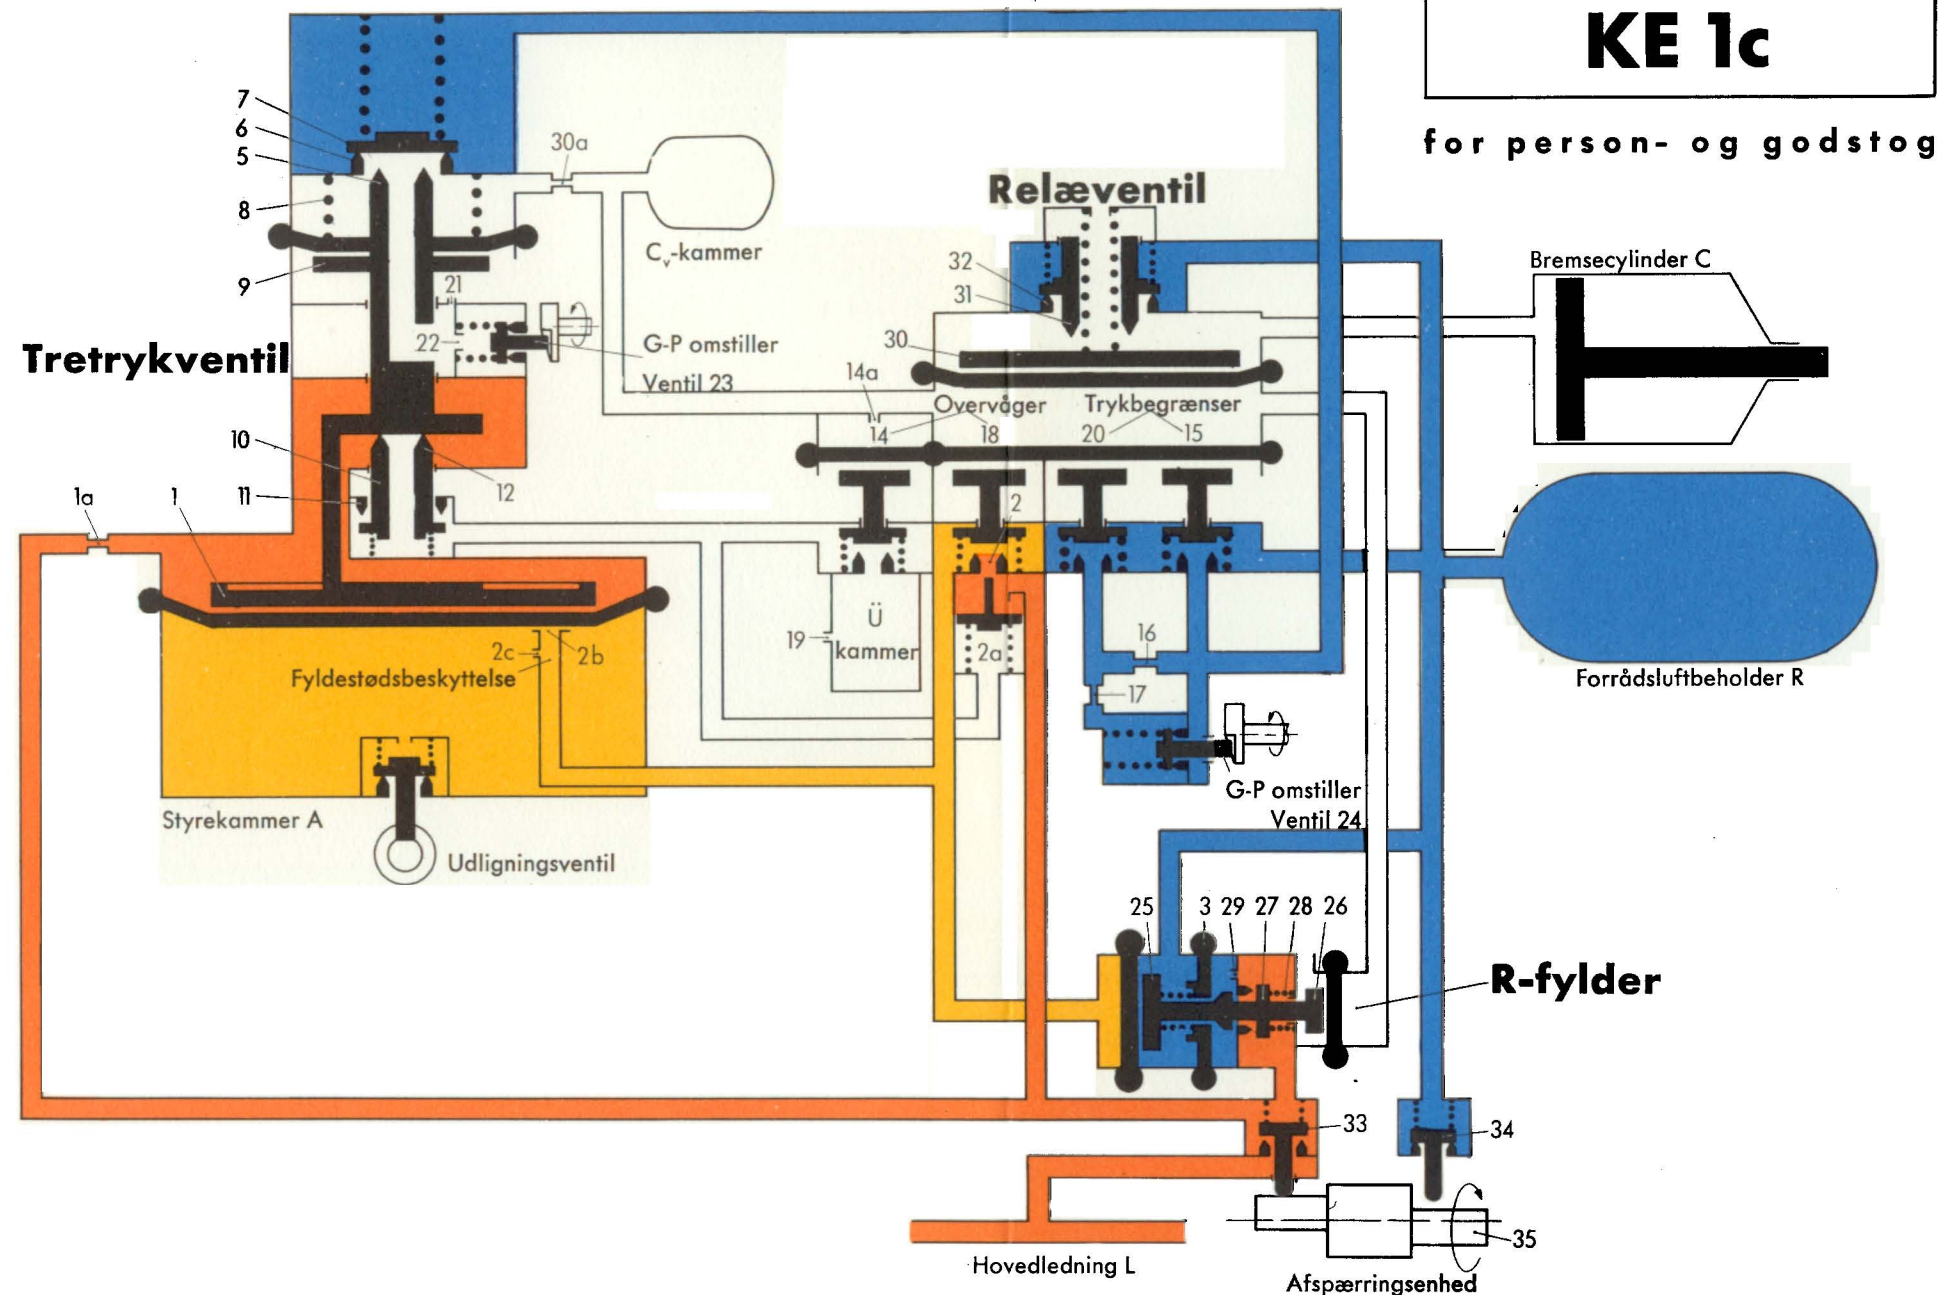 KE 1c
for person- og godstog
7
6
5
8
9
30a
Cv-kammer
21
22
G-P omstiller
Ventil 23
Tretrykventil
Relæventil
32
31
30
Bremsecylinder C
14a
Overvåger
Trykbegrænser
14
18
20
15
10
11
12
1a
1
2
Ü
kammer
19
2a
2c
2b
Fyldestødsbeskyttelse
16
17
Forrådsluftbeholder R
G-P omstiller
Ventil 24
Styrekammer A
Udligningsventil
25
3
29
27
28
26
R-fylder
33
34
35
Hovedledning L
Afspærringsenhed